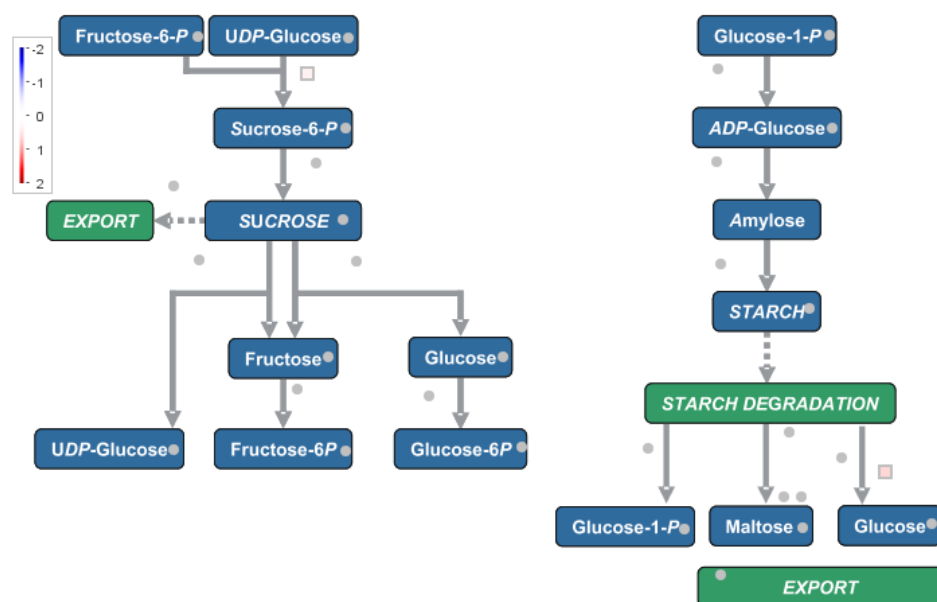 Fructose-6-P
UDP-Glucose
Glucose-1-P
-2
-1
0
1
2
Sucrose-6-P
ADP-Glucose
EXPORT
SUCROSE
Amylose
STARCH
Fructose
Glucose
STARCH DEGRADATION
UDP-Glucose
Fructose-6P
Glucose-6P
Glucose-1-P
Maltose
Glucose
EXPORT